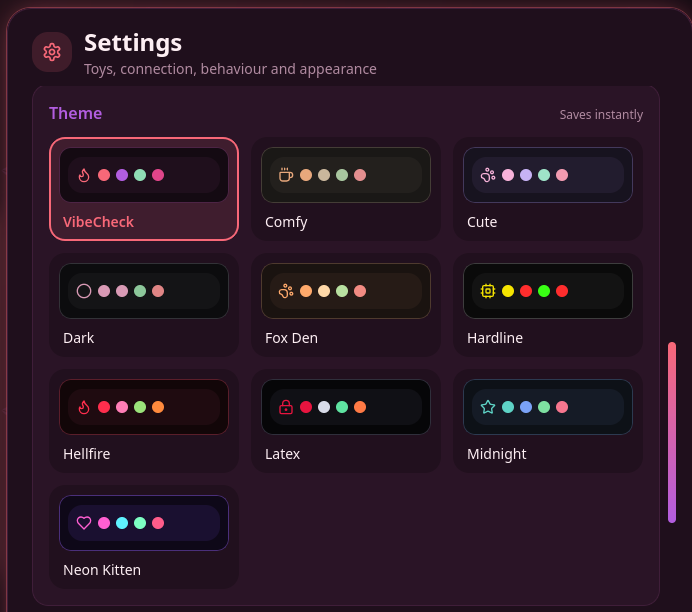 Settings
Toys, connection, behaviour and appearance
Theme
Saves instantly
VibeCheck
Comfy
Cute
Dark
Fox Den
Hardline
Hellfire
Latex
Midnight
Neon Kitten